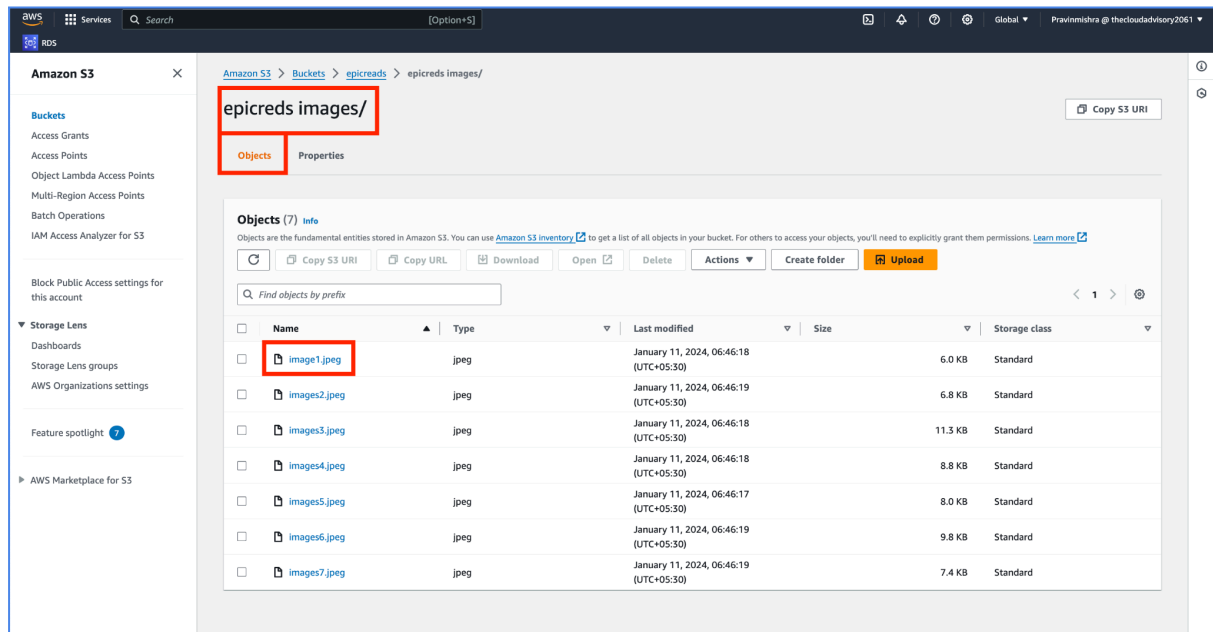 aws Services Search [Option+S] Global ▼ Pravinmishra @ thecloudadvisory2061 ▼
RDS
Amazon S3
Buckets
Access Grants
Access Points
Object Lambda Access Points
Multi-Region Access Points
Batch Operations
IAM Access Analyzer for S3
Block Public Access settings for
this account
▼ Storage Lens
Dashboards
Storage Lens groups
AWS Organizations settings
Feature spotlight 7
▶ AWS Marketplace for S3
Amazon S3 > Buckets > epicreads > epicreds images/
epicreds images/
Copy S3 URI
Objects Properties
Objects (7) Info
Objects are the fundamental entities stored in Amazon S3. You can use Amazon S3 inventory to get a list of all objects in your bucket. For others to access your objects, you'll need to explicitly grant them permissions. Learn more
Copy S3 URI Copy URL Download Open Delete Actions ▼ Create folder Upload
Find objects by prefix
< 1 >
Name Type Last modified Size Storage class
image1.jpeg jpeg January 11, 2024, 06:46:18 (UTC+05:30) 6.0 KB Standard
images2.jpeg jpeg January 11, 2024, 06:46:19 (UTC+05:30) 6.8 KB Standard
images3.jpeg jpeg January 11, 2024, 06:46:18 (UTC+05:30) 11.3 KB Standard
images4.jpeg jpeg January 11, 2024, 06:46:18 (UTC+05:30) 8.8 KB Standard
images5.jpeg jpeg January 11, 2024, 06:46:17 (UTC+05:30) 8.0 KB Standard
images6.jpeg jpeg January 11, 2024, 06:46:19 (UTC+05:30) 9.8 KB Standard
images7.jpeg jpeg January 11, 2024, 06:46:19 (UTC+05:30) 7.4 KB Standard